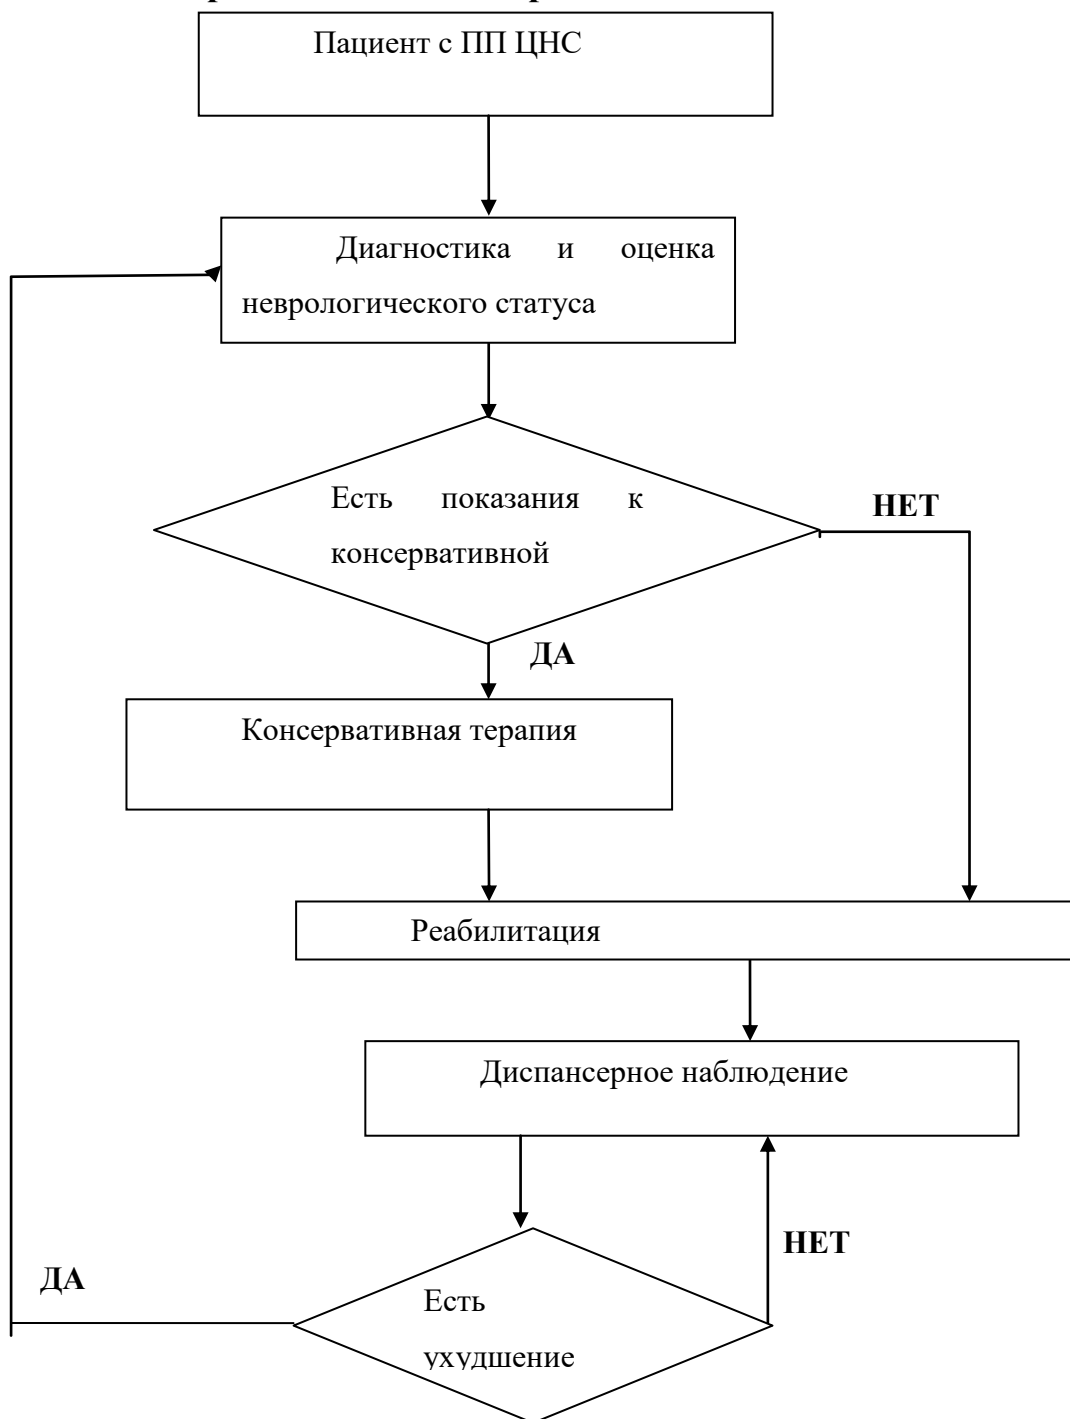 Пациент с ПП ЦНС
Диагностика и оценка
неврологического статуса
Есть показания к
консервативной
НЕТ
ДА
Консервативная терапия
Реабилитация
Диспансерное наблюдение
НЕТ
ДА
Есть
ухудшение